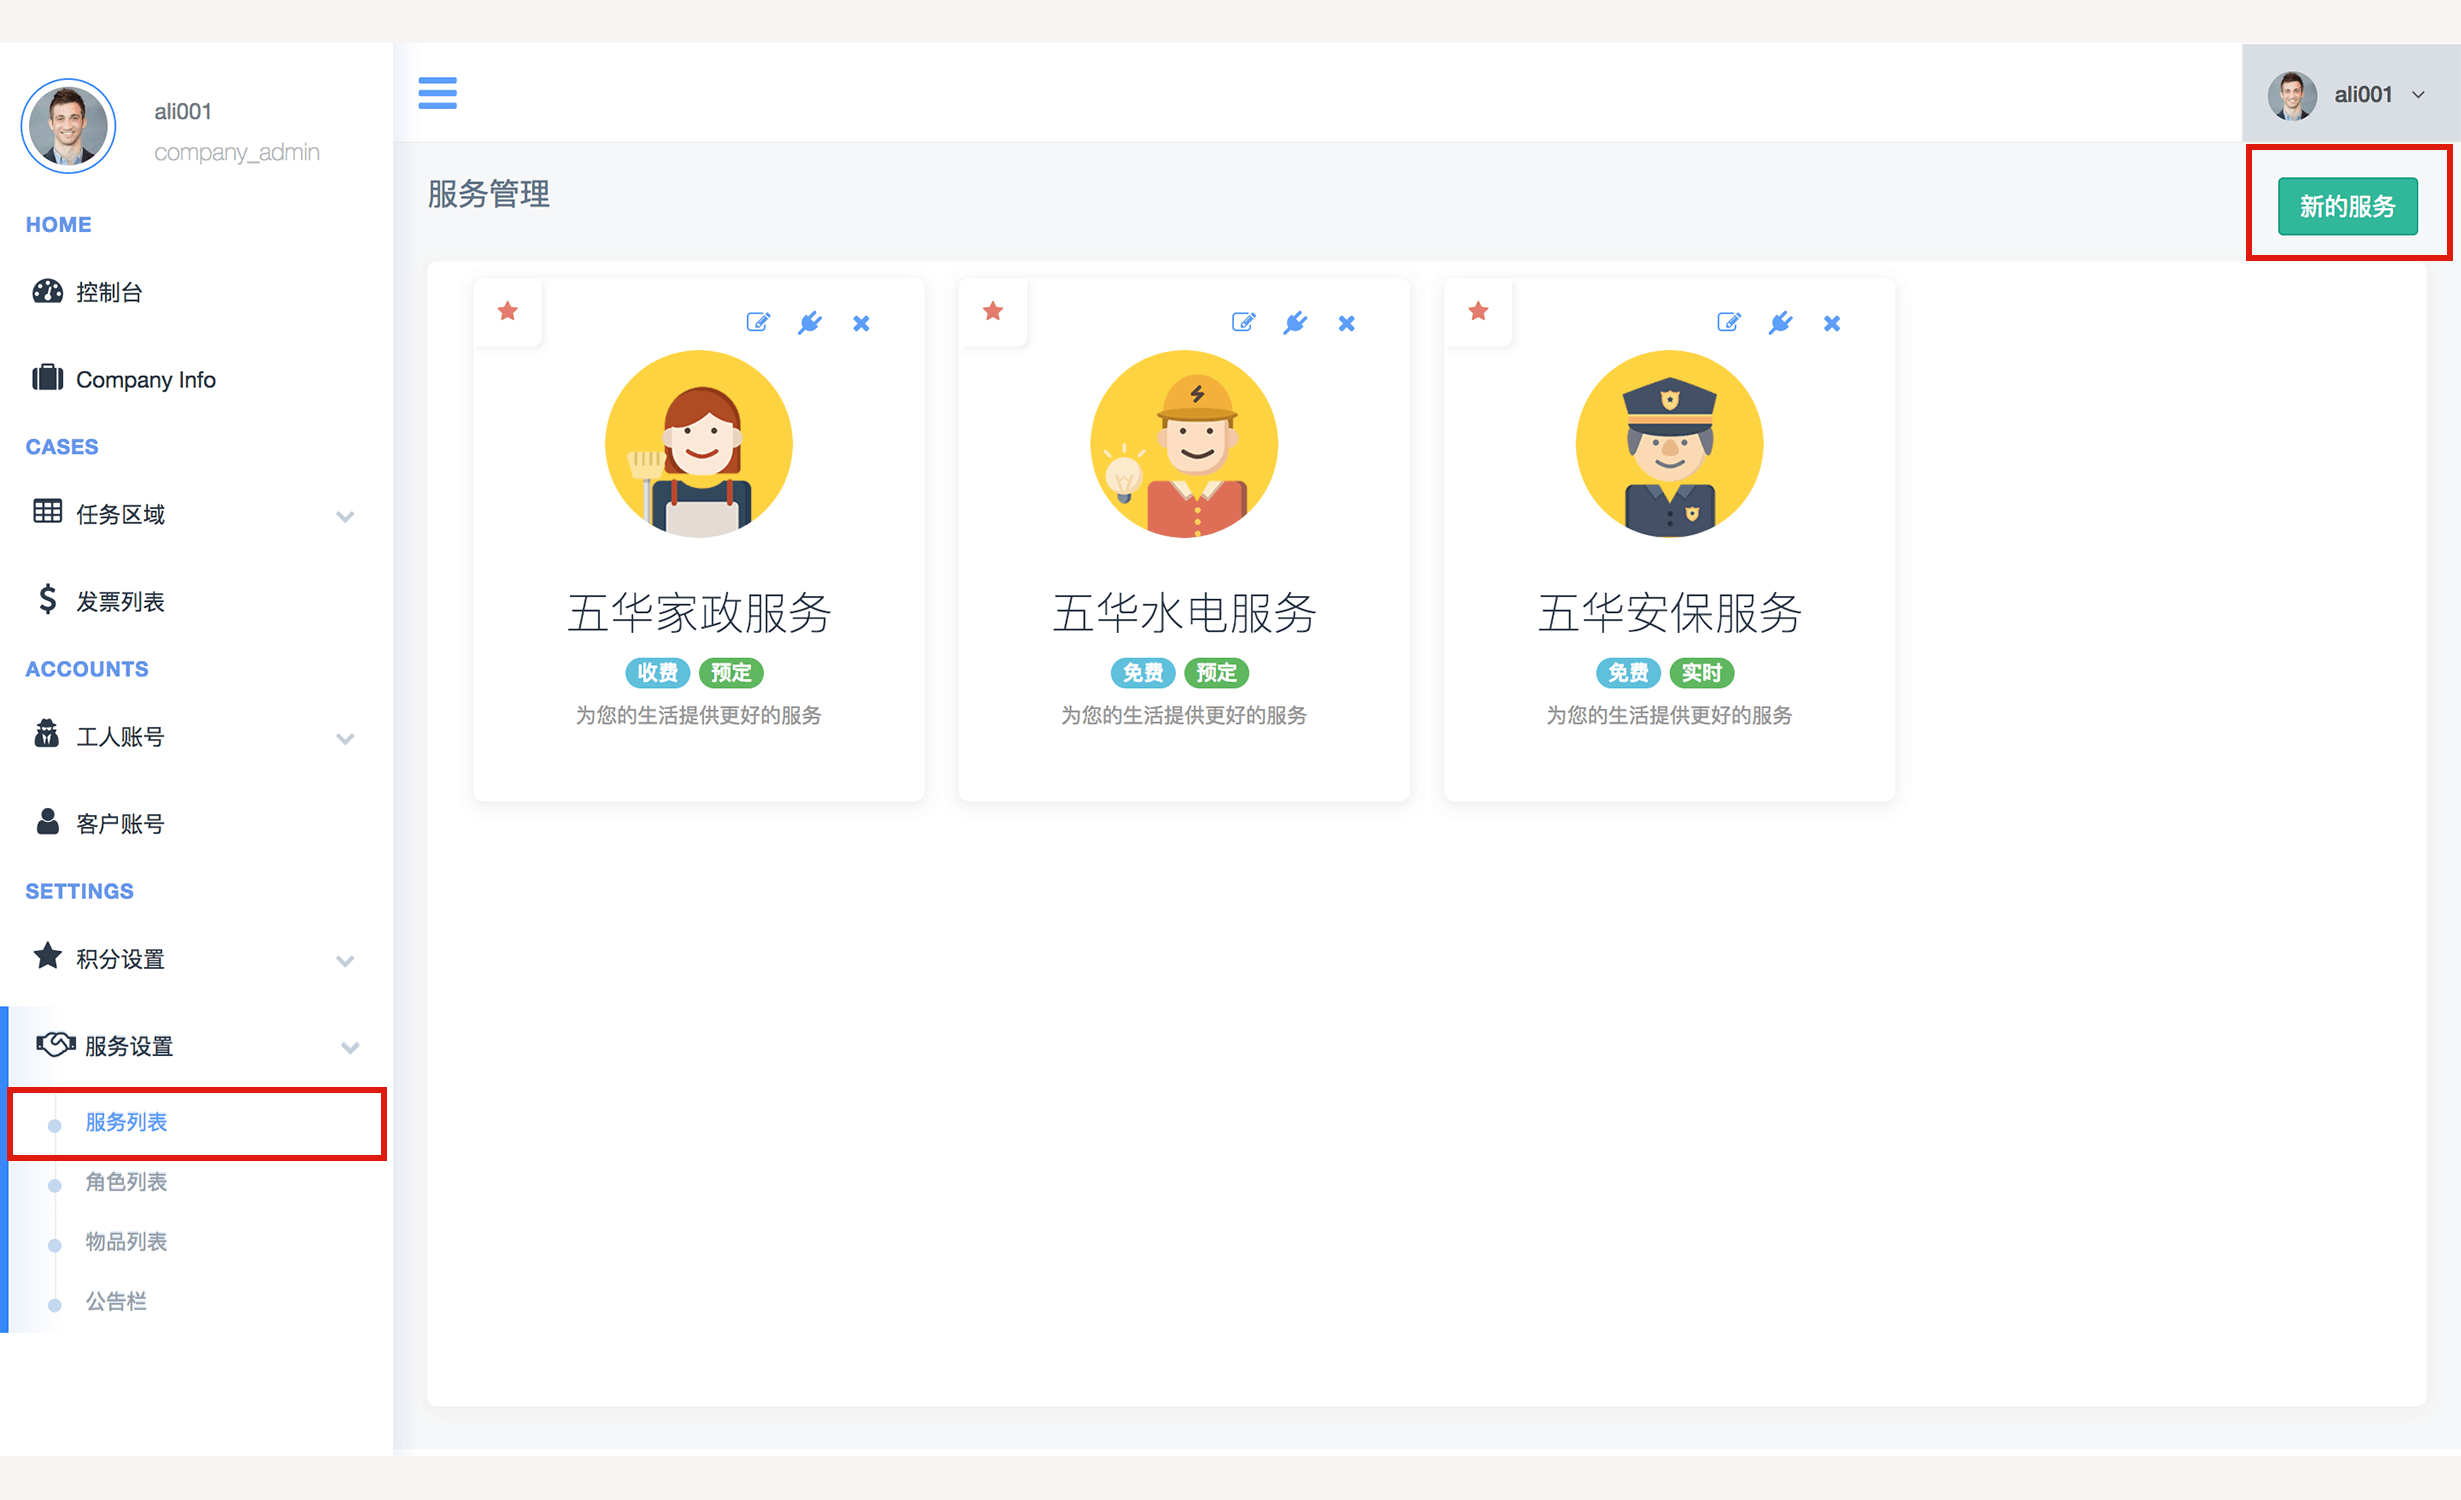 ali001
company_admin
HOME
控制台
Company Info
CASES
任务区域
发票列表
ACCOUNTS
工人账号
客户账号
SETTINGS
积分设置
服务设置
服务列表
角色列表
物品列表
公告栏
ali001
服务管理
新的服务
五华家政服务
收费 预定
为您的生活提供更好的服务
五华水电服务
免费 预定
为您的生活提供更好的服务
五华安保服务
免费 实时
为您的生活提供更好的服务